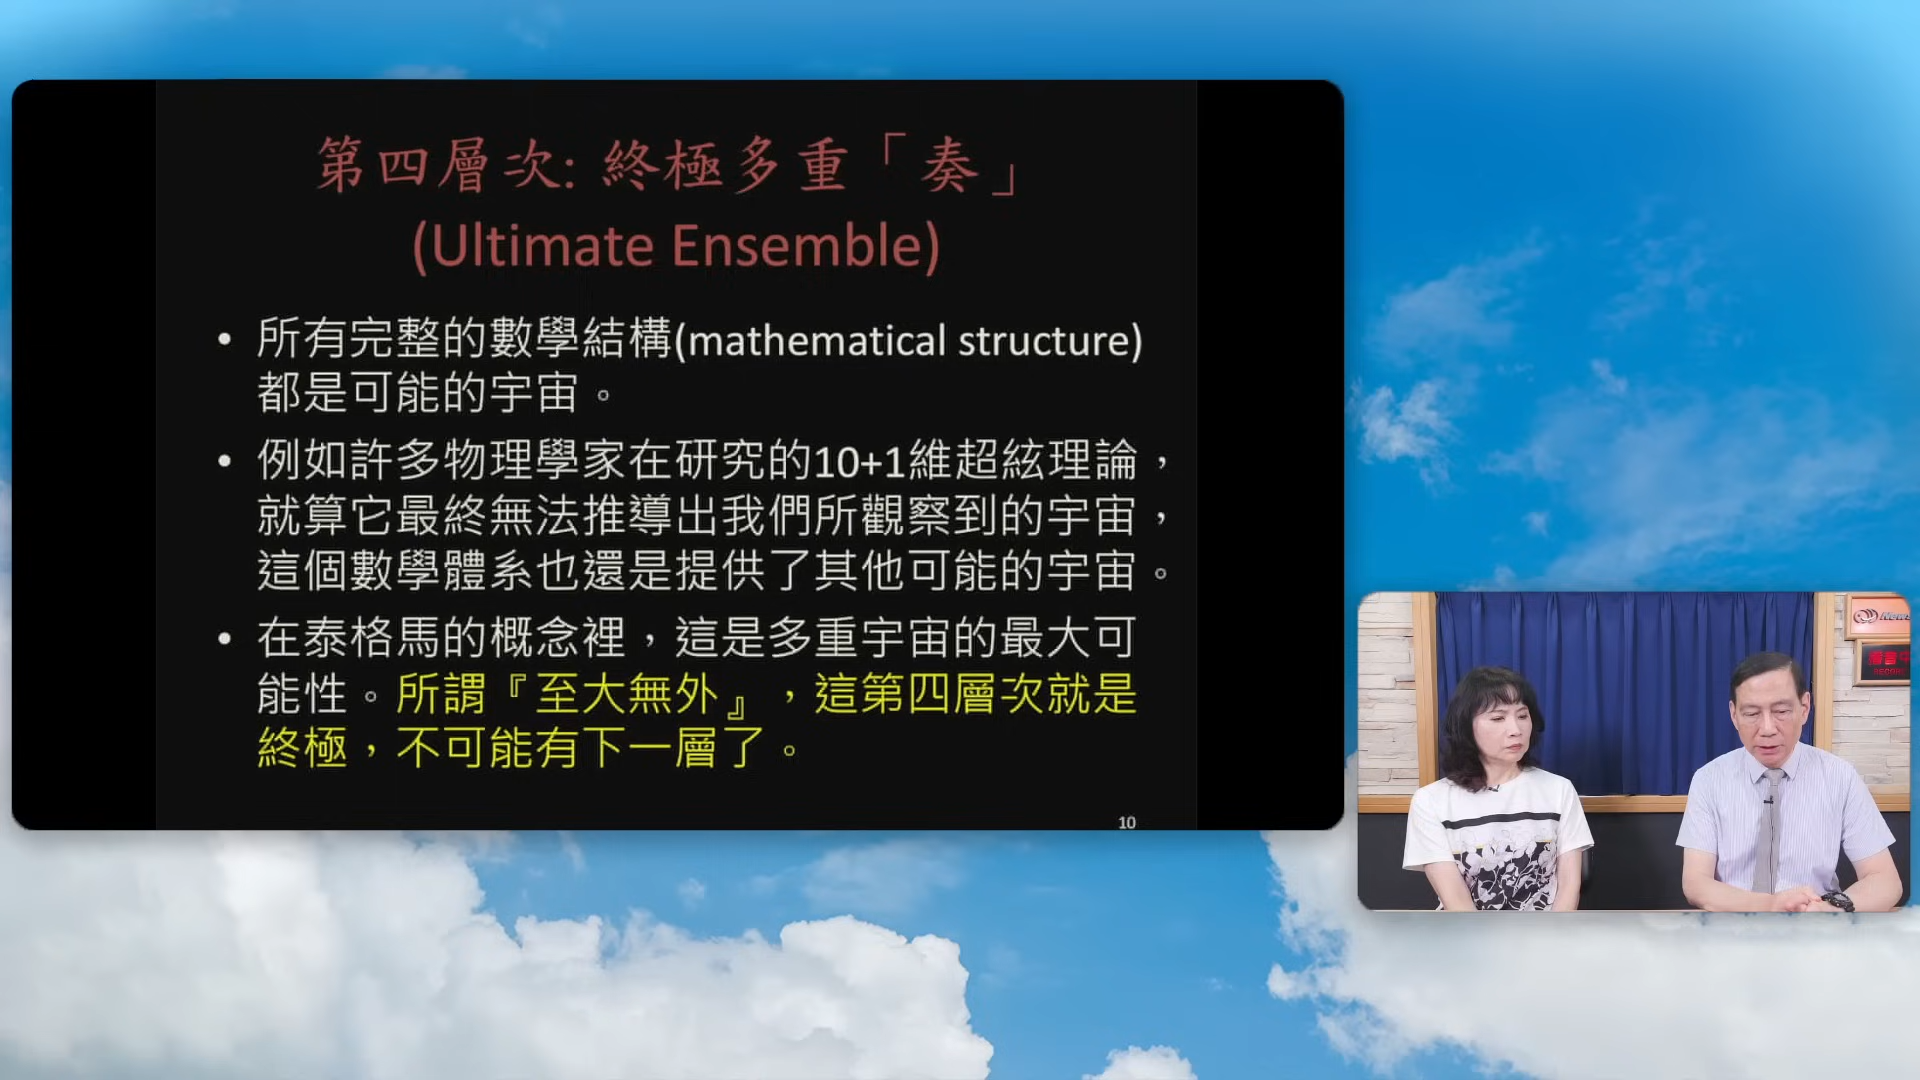 第四層次: 終極多重「奏」
(Ultimate Ensemble)
• 所有完整的數學結構(mathematical structure)
都是可能的宇宙。
• 例如許多物理學家在研究的10+1維超絃理論，
就算它最終無法推導出我們所觀察到的宇宙，
這個數學體系也還是提供了其他可能的宇宙。
• 在泰格馬的概念裡，這是多重宇宙的最大可
能性。所謂『至大無外』，這第四層次就是
終極，不可能有下一層了。
10
News